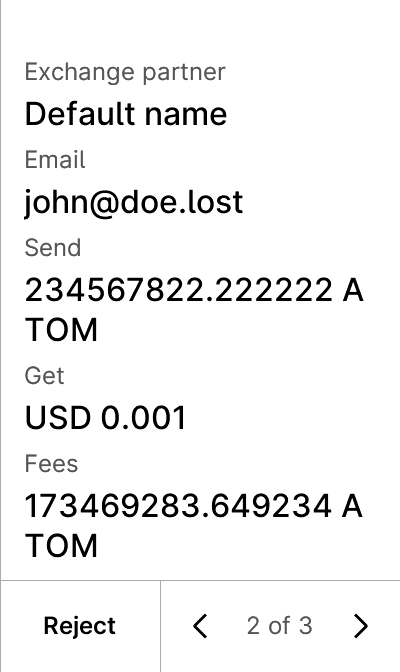 Exchange partner
Default name
Email
john@doe.lost
Send
234567822.222222 A
TOM
Get
USD 0.001
Fees
173469283.649234 A
TOM
Reject
2 of 3